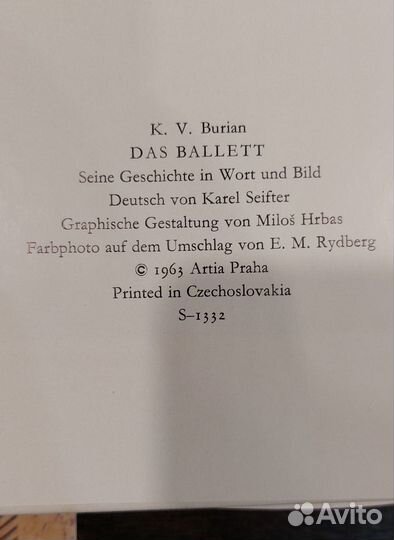 K. V. Burian
DAS BALLETT
Seine Geschichte in Wort und Bild
Deutsch von Karel Seifter
Graphische Gestaltung von Miloš Hrbas
Farbphoto auf dem Umschlag von E. M. Rydberg
© 1963 Artia Praha
Printed in Czechoslovakia
S–1332
Avito